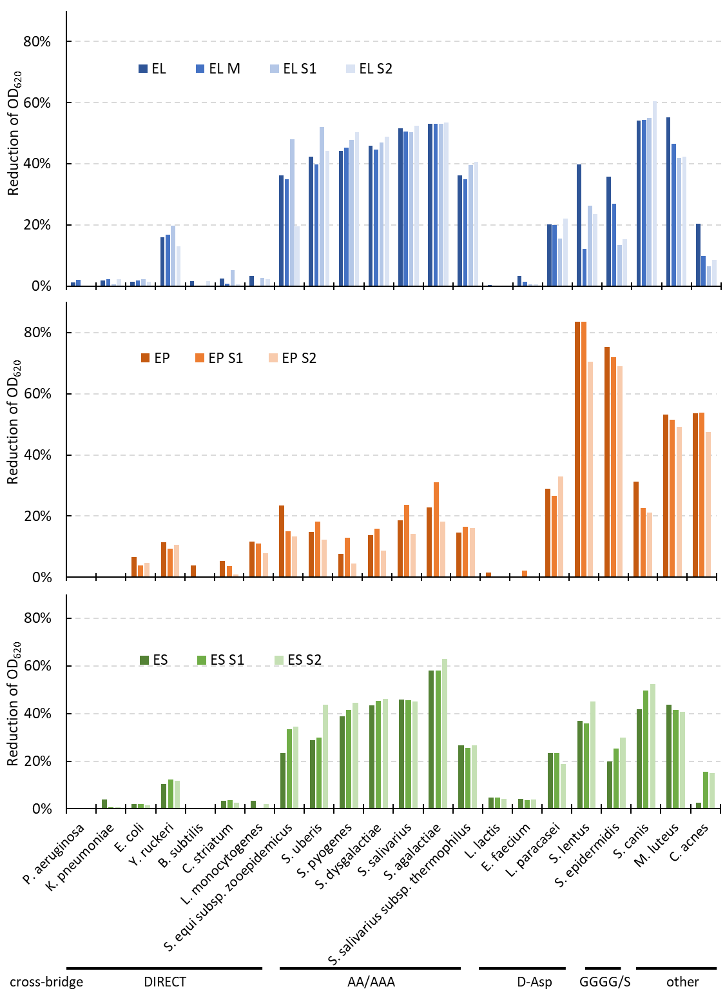 80%
EL EL M EL S1 EL S2
60%
40%
20%
0%
Reduction of OD620
80%
EP EP S1 EP S2
60%
40%
20%
0%
Reduction of OD620
80%
ES ES S1 ES S2
60%
40%
20%
0%
Reduction of OD620
P. aeruginosa
K. pneumoniae
E. coli
Y. ruckeri
B. subtilis
C. striatum
L. monocytogenes
S. equi subsp. zooepidemicus
S. uberis
S. pyogenes
S. dysgalactiae
S. salivarius
S. agalactiae
S. salivarius subsp. thermophilus
L. lactis
E. faecium
L. paracasei
S. lentus
S. epidermidis
S. canis
M. luteus
C. acnes
cross-bridge DIRECT AA/AAA D-Asp GGGG/S other